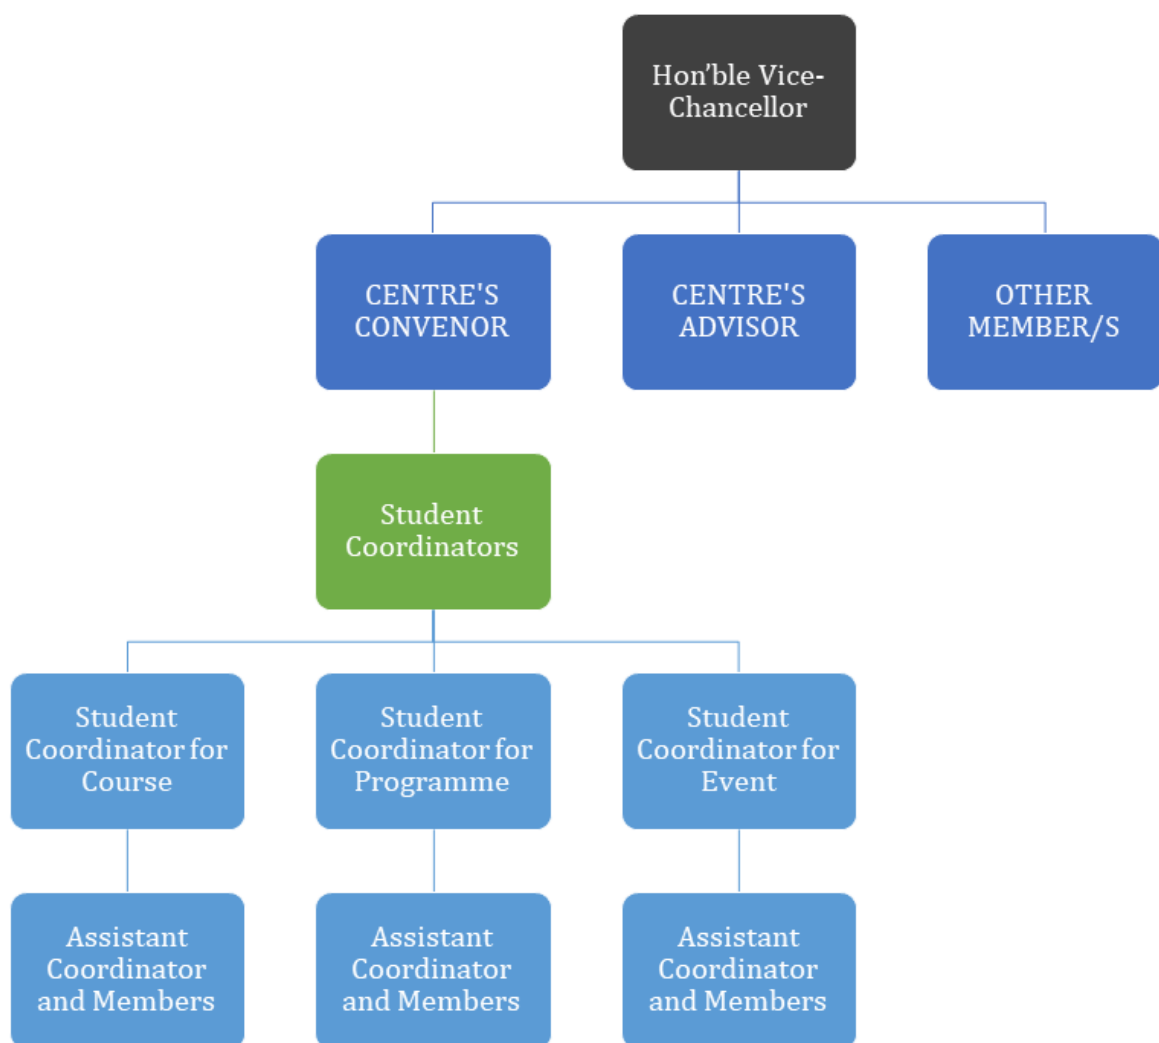 Hon’ble Vice-
Chancellor
CENTRE'S
CONVENOR
CENTRE'S
ADVISOR
OTHER
MEMBER/S
Student
Coordinators
Student
Coordinator for
Course
Student
Coordinator for
Programme
Student
Coordinator for
Event
Assistant
Coordinator
and Members
Assistant
Coordinator
and Members
Assistant
Coordinator
and Members